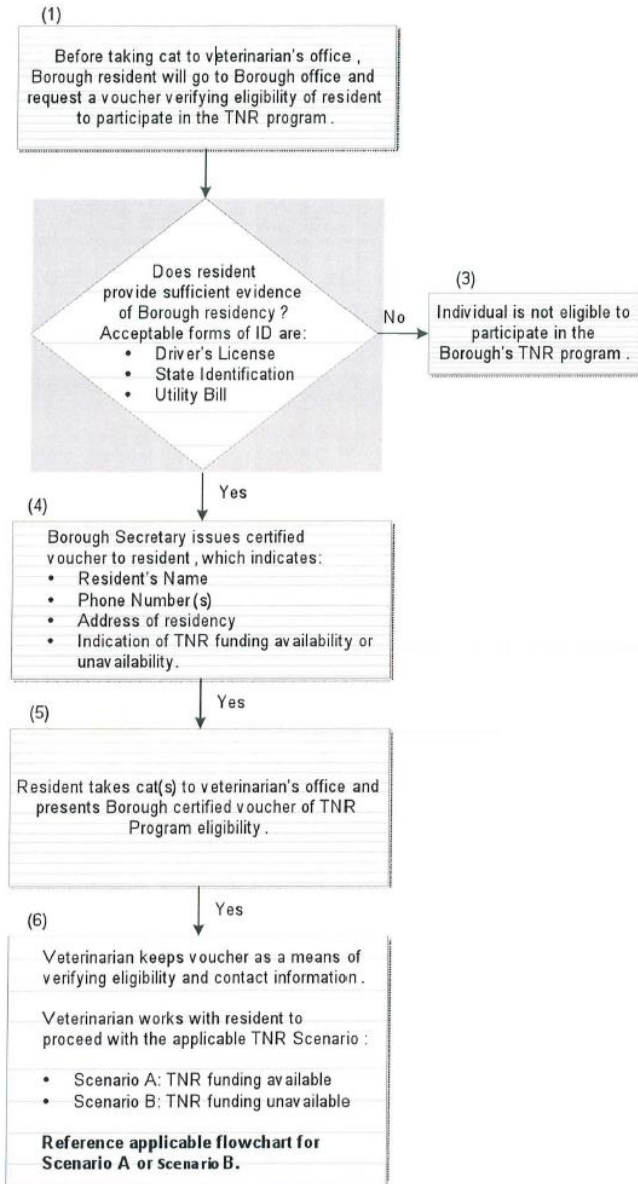 (1)
Before taking cat to veterinarian's office ,
Borough resident will go to Borough office and
request a voucher verifying eligibility of resident
to participate in the TNR program .
Does resident
provide sufficient evidence
of Borough residency ?
Acceptable forms of ID are:
• Driver's License
• State Identification
• Utility Bill
No
(3)
Individual is not eligible to
participate in the
Borough's TNR program .
Yes
(4)
Borough Secretary issues certified
voucher to resident , which indicates:
• Resident's Name
• Phone Number(s)
• Address of residency
• Indication of TNR funding availability or
unavailability.
Yes
(5)
Resident takes cat(s) to veterinarian's office and
presents Borough certified voucher of TNR
Program eligibility .
Yes
(6)
Veterinarian keeps voucher as a means of
verifying eligibility and contact information .
Veterinarian works with resident to
proceed with the applicable TNR Scenario :
• Scenario A: TNR funding available
• Scenario B: TNR funding unavailable
Reference applicable flowchart for
Scenario A or Scenario B.